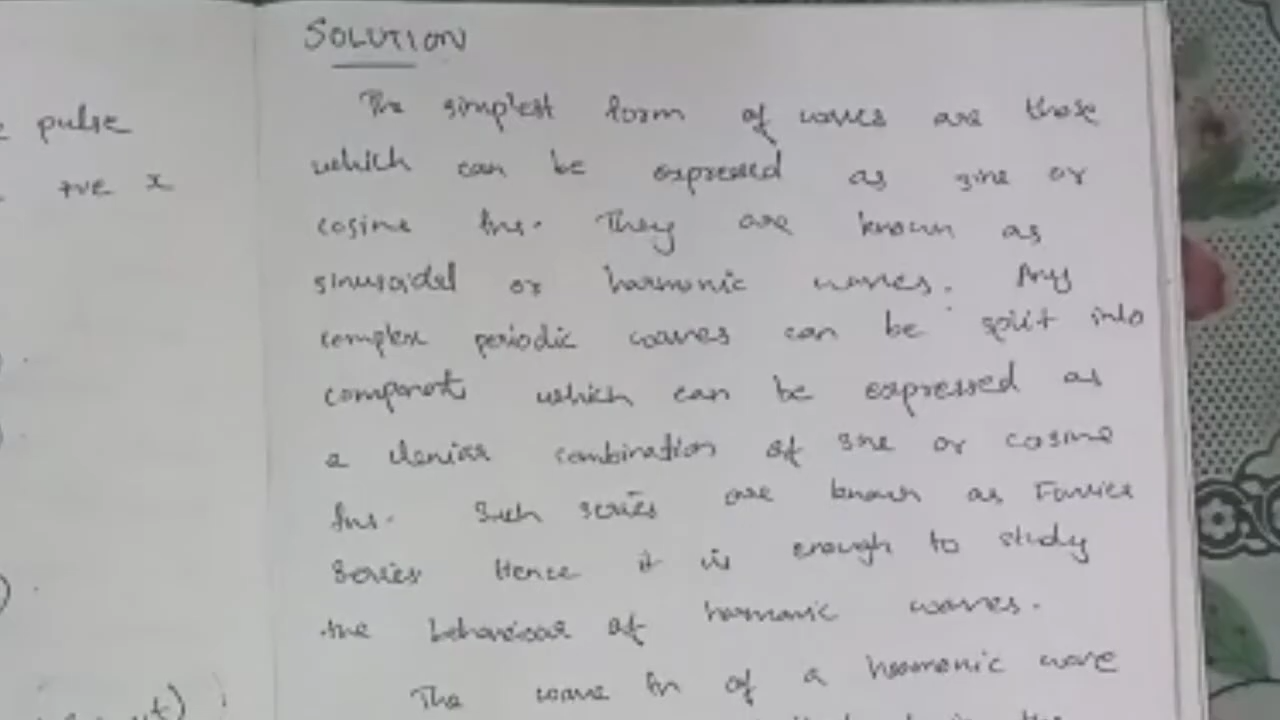 pulse
+ve x
SOLUTION
The simplest form of waves are those
which can be expressed as sine or
cosine fns. They are known as
sinusoidal or harmonic waves. Any
complex periodic waves can be split into
components which can be expressed as
a combination of sine or cosine
fns. Such series are known as Fourier
series Hence it is enough to study
the behaviour of harmonic waves.
The wave fn of a harmonic wave